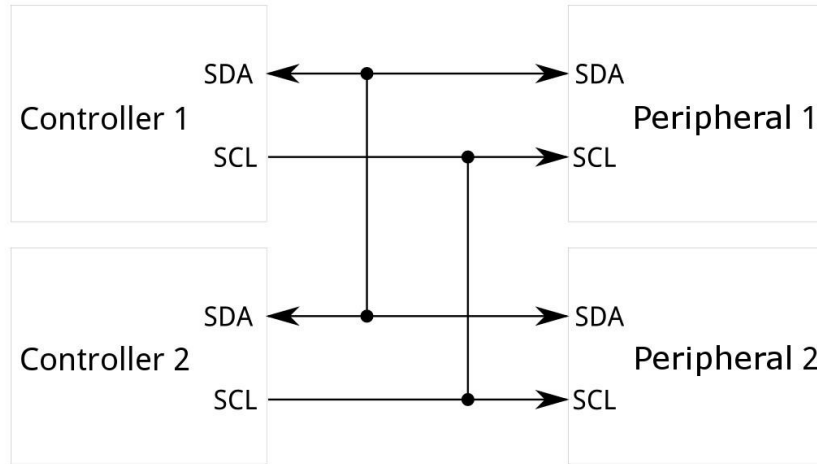 SDA
Controller 1
SCL
SDA
Peripheral 1
SCL
SDA
Controller 2
SCL
SDA
Peripheral 2
SCL